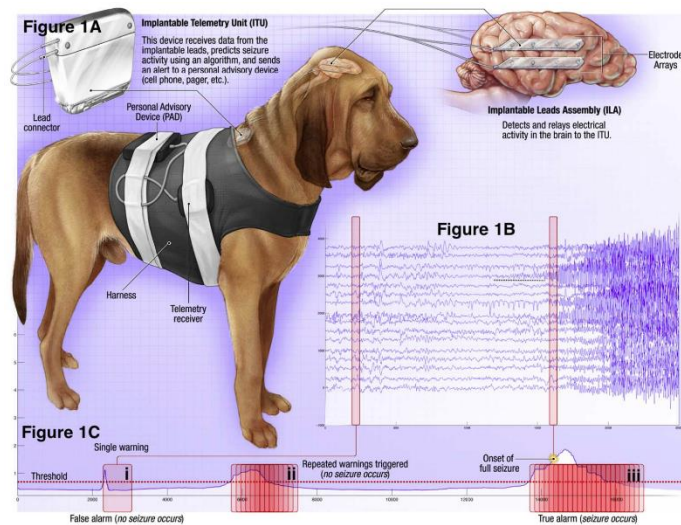 Figure 1A
Implantable Telemetry Unit (ITU)
This device receives data from the
implantable leads, predicts seizure
activity using an algorithm, and sends
an alert to a personal advisory device
(cell phone, pager, etc.).
Lead
connector
Personal Advisory
Device (PAD)
Electrode
Arrays
Implantable Leads Assembly (ILA)
Detects and relays electrical
activity in the brain to the ITU.
Harness
Telemetry
receiver
Figure 1B
Figure 1C
Single warning
Threshold
i
ii
iii
Repeated warnings triggered
(no seizure occurs)
Onset of
full seizure
0
2000
4000
False alarm (no seizure occurs)
True alarm (seizure occurs)